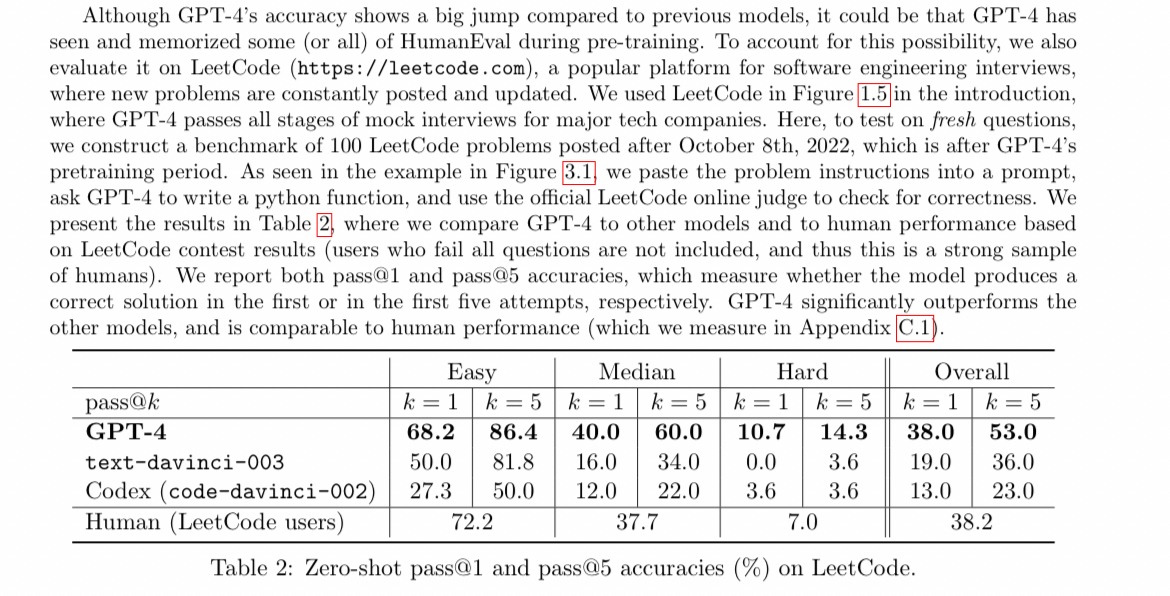 Although GPT-4's accuracy shows a big jump compared to previous models, it could be that GPT-4 has
seen and memorized some (or all) of HumanEval during pre-training. To account for this possibility, we also
evaluate it on LeetCode (https://leetcode.com), a popular platform for software engineering interviews,
where new problems are constantly posted and updated. We used LeetCode in Figure 1.5 in the introduction,
where GPT-4 passes all stages of mock interviews for major tech companies. Here, to test on fresh questions,
we construct a benchmark of 100 LeetCode problems posted after October 8th, 2022, which is after GPT-4's
pretraining period. As seen in the example in Figure 3.1, we paste the problem instructions into a prompt,
ask GPT-4 to write a python function, and use the official LeetCode online judge to check for correctness. We
present the results in Table 2, where we compare GPT-4 to other models and to human performance based
on LeetCode contest results (users who fail all questions are not included, and thus this is a strong sample
of humans). We report both pass@1 and pass@5 accuracies, which measure whether the model produces a
correct solution in the first or in the first five attempts, respectively. GPT-4 significantly outperforms the
other models, and is comparable to human performance (which we measure in Appendix C.1).
Easy Median Hard Overall
pass@k k = 1 k = 5 k = 1 k = 5 k = 1 k = 5 k = 1 k = 5
GPT-4 68.2 86.4 40.0 60.0 10.7 14.3 38.0 53.0
text-davinci-003 50.0 81.8 16.0 34.0 0.0 3.6 19.0 36.0
Codex (code-davinci-002) 27.3 50.0 12.0 22.0 3.6 3.6 13.0 23.0
Human (LeetCode users) 72.2 37.7 7.0 38.2
Table 2: Zero-shot pass@1 and pass@5 accuracies (%) on LeetCode.